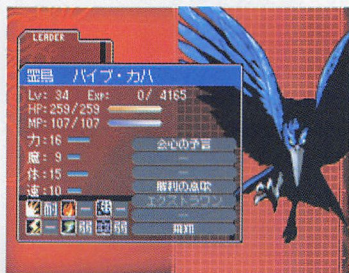 LEADER
霊鳥 バイブ・カハ
Lv: 34 Exp: 0/ 4165
HP:259/259
MP:107/107
力:16 会心の予言
魔: 9
体:15 勝利の息吹
速:10 エクストラワン
耐 - -
- 弱 弱 飛翔